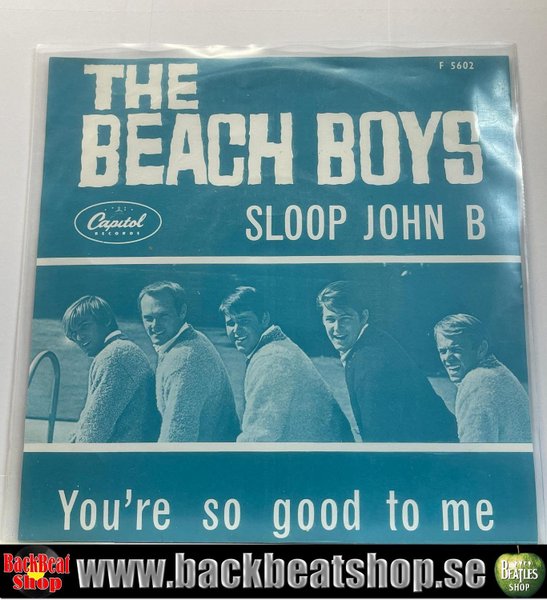 F 5602
THE
BEACH BOYS
Capitol
RECORDS
SLOOP JOHN B
You're so good to me
BackBeat
Shop
www.backbeatshop.se
BEATLES
SHOP